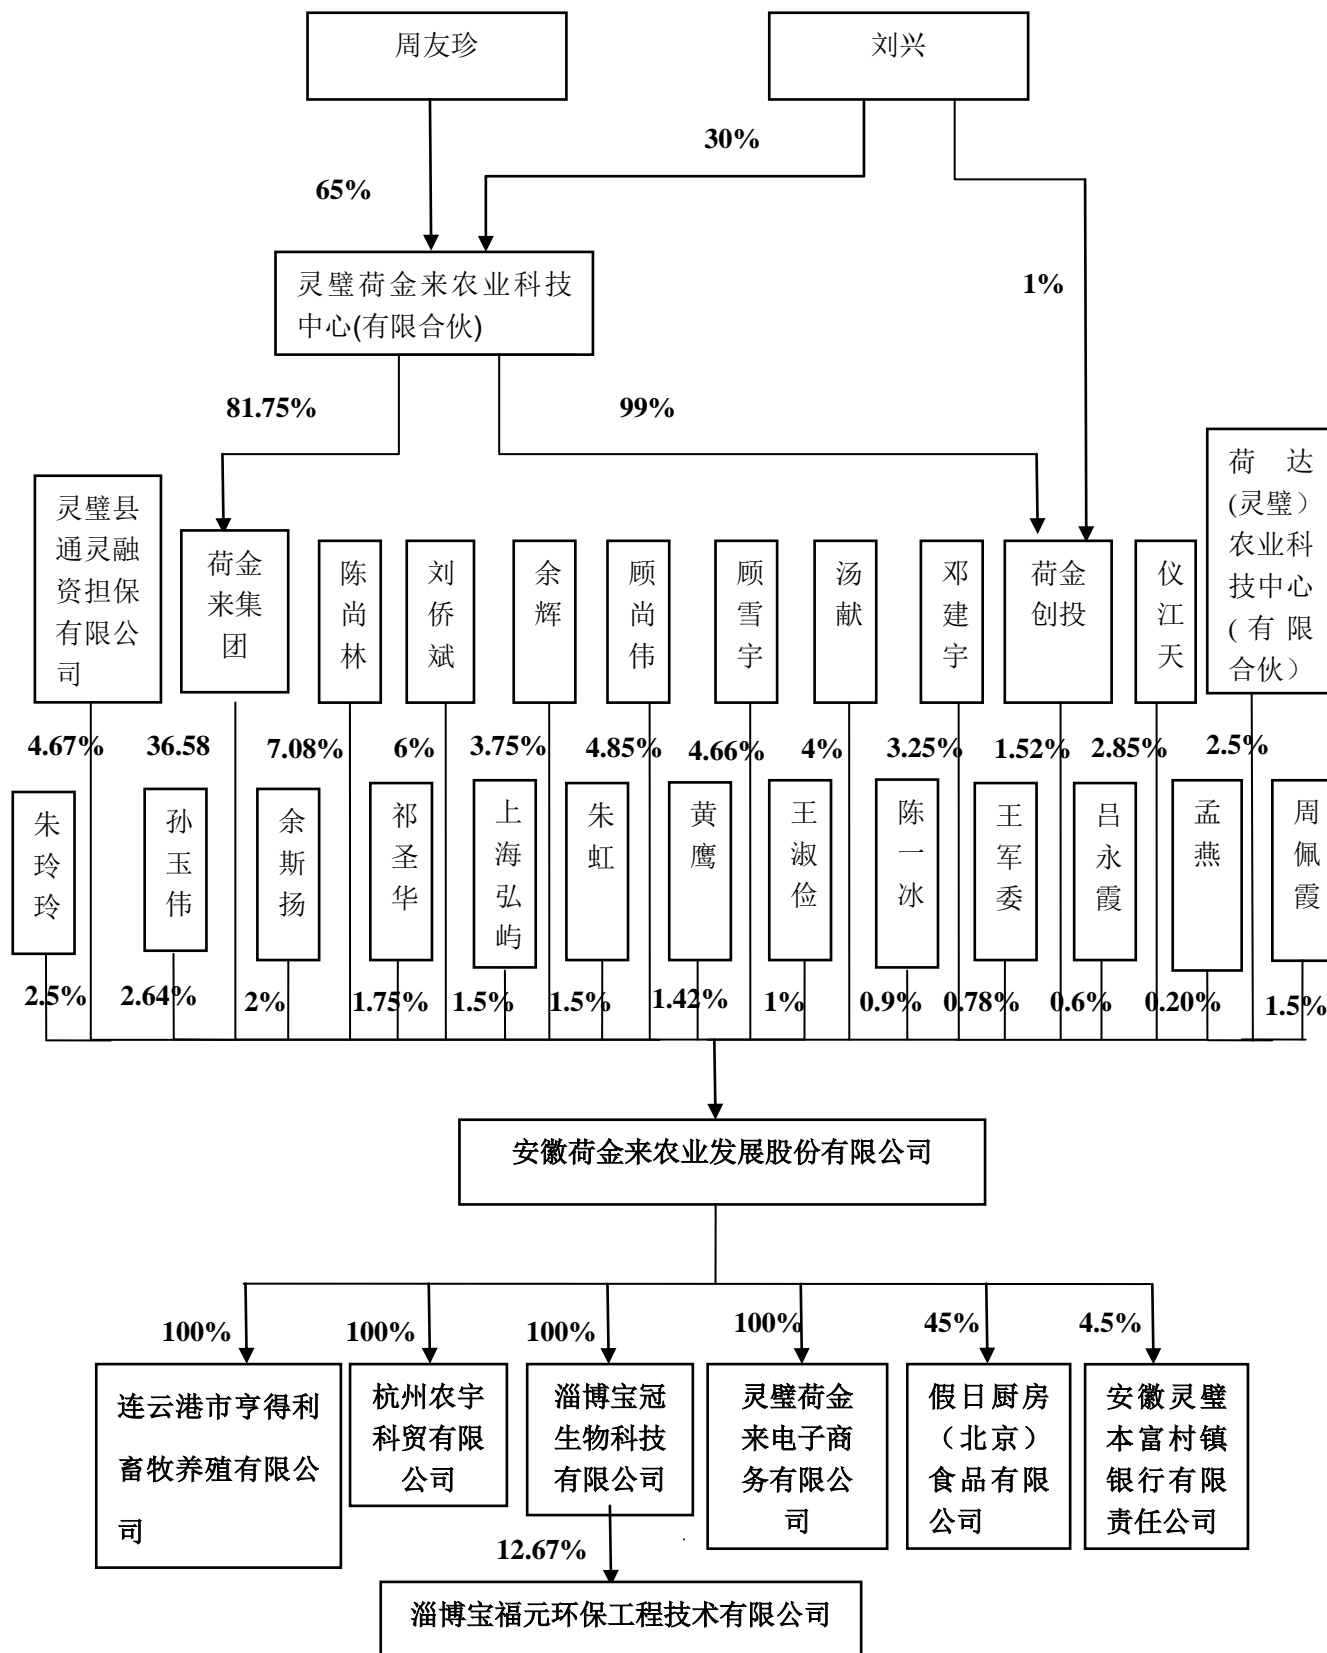 周友珍
刘兴
30%
65%
1%
灵璧荷金来农业科技
中心(有限合伙)
81.75%
99%
灵璧县
通灵融
资担保
有限公
司
荷金
来集
团
陈
尚
林
刘
侨
斌
余
辉
顾
尚
伟
顾
雪
宇
汤
献
邓
建
宇
荷金
创投
仪
江
天
荷达
(灵璧）
农业科
技中心
(有限
合伙）
4.67%
36.58
7.08%
6%
3.75%
4.85%
4.66%
4%
3.25%
1.52%
2.85%
2.5%
朱
玲
玲
孙
玉
伟
余
斯
扬
祁
圣
华
上
海
弘
屿
朱
虹
黄
鹰
王
淑
俭
陈
一
冰
王
军
委
吕
永
霞
孟
燕
周
佩
霞
2.5%
2.64%
2%
1.75%
1.5%
1.5%
1.42%
1%
0.9%
0.78%
0.6%
0.20%
1.5%
安徽荷金来农业发展股份有限公司
100%
100%
100%
100%
45%
4.5%
连云港市亨得利
畜牧养殖有限公
司
杭州农宇
科贸有限
公司
淄博宝冠
生物科技
有限公司
灵璧荷金
来电子商
务有限公
司
假日厨房
（北京）
食品有限
公司
安徽灵璧
本富村镇
银行有限
责任公司
12.67%
淄博宝福元环保工程技术有限公司